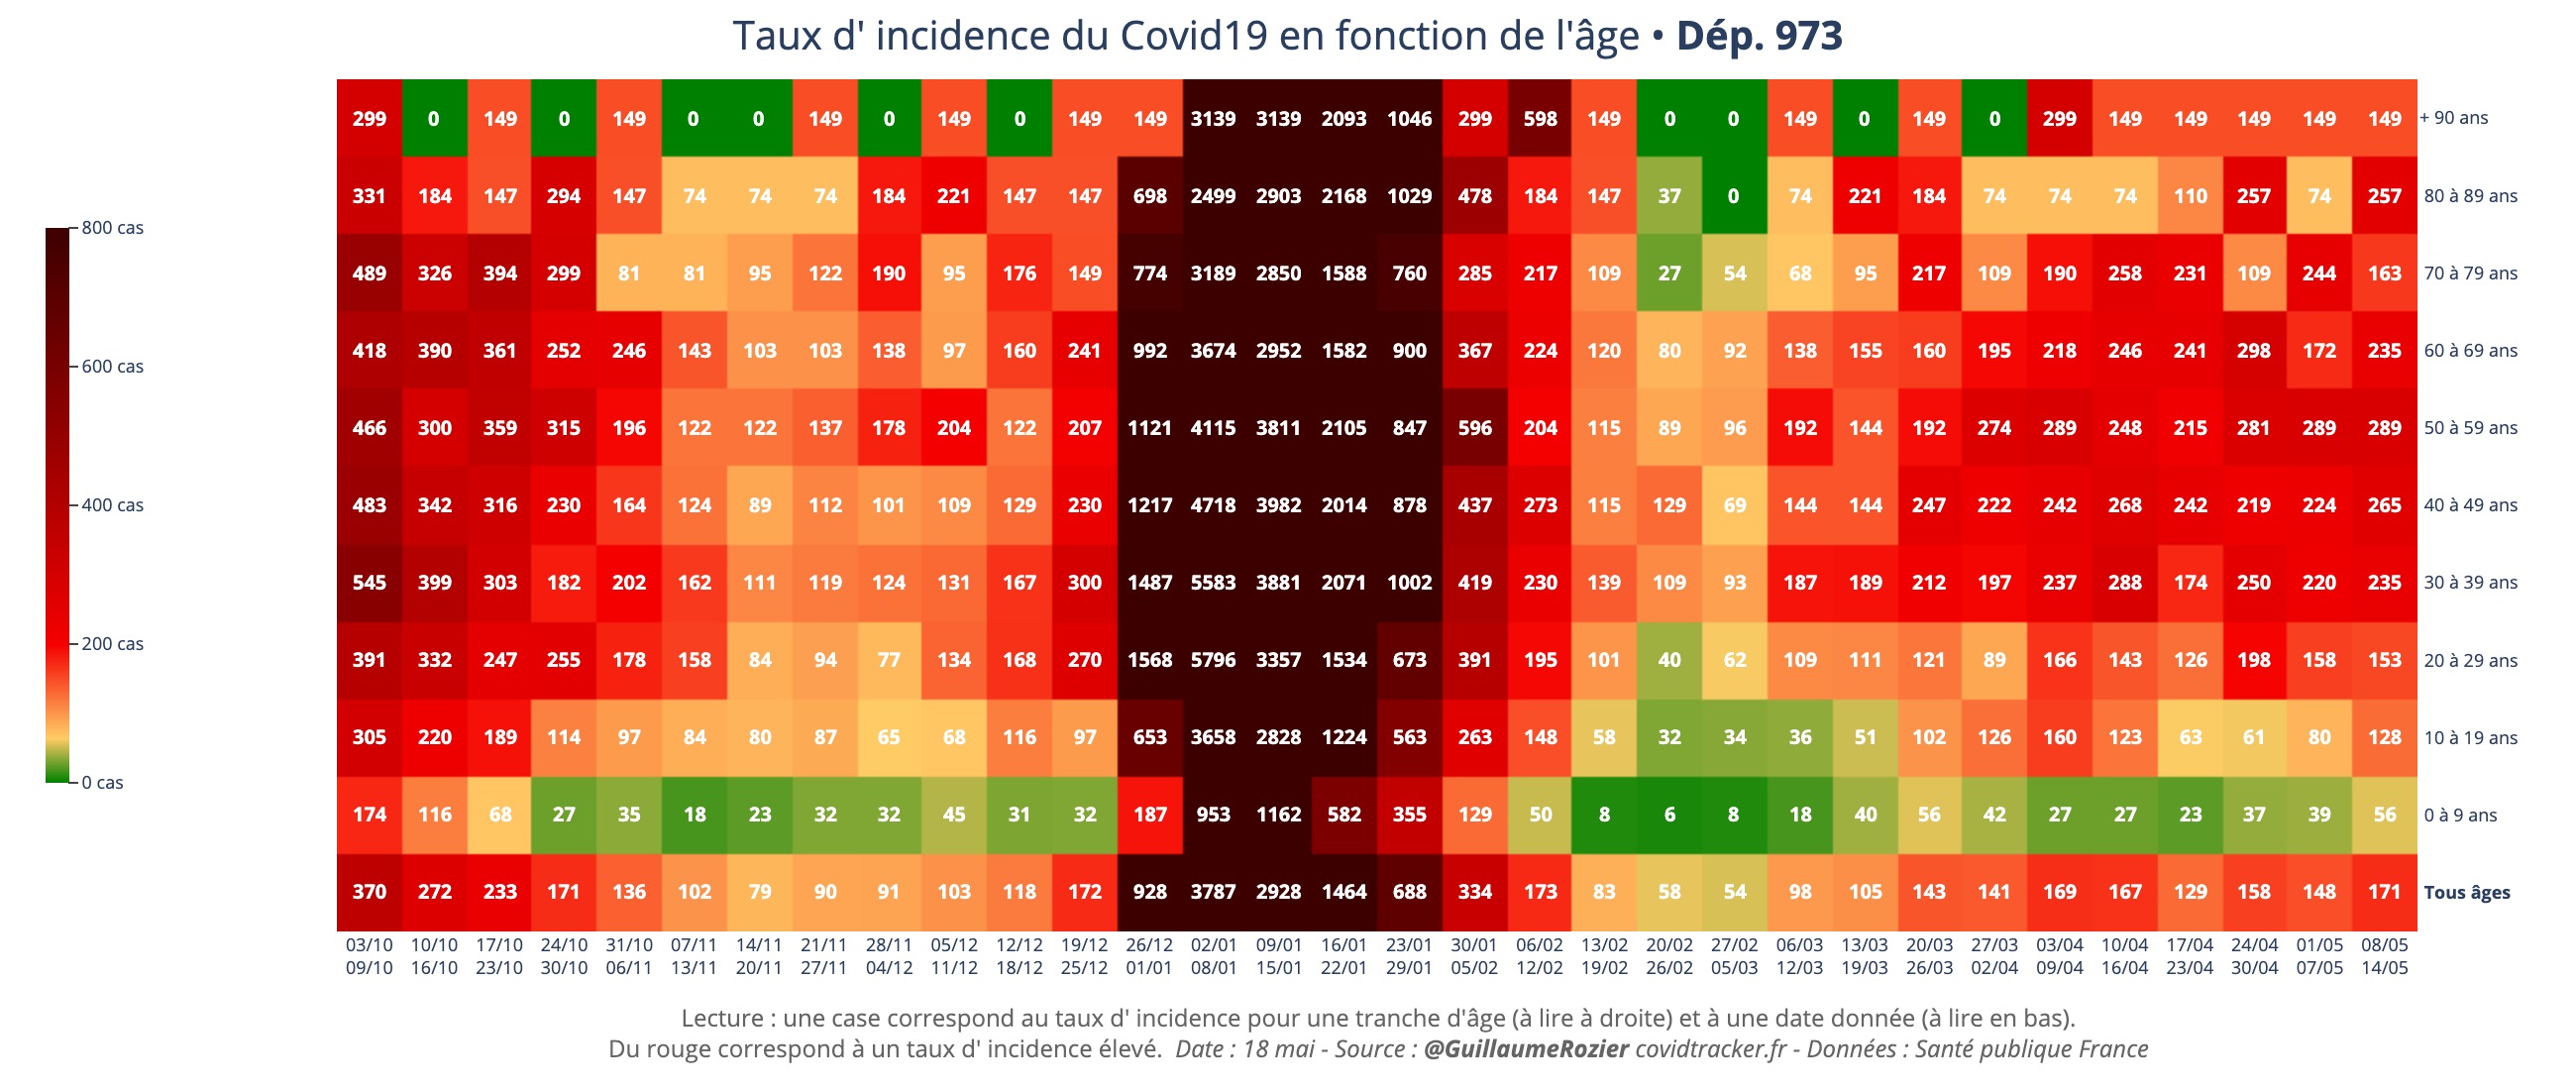 Taux d' incidence du Covid19 en fonction de l'âge • Dép. 973
800 cas
600 cas
400 cas
200 cas
0 cas
299 0 149 0 149 0 0 149 0 149 0 149 149 3139 3139 2093 1046 299 598 149 0 0 149 0 149 0 299 149 149 149 149 149 + 90 ans
331 184 147 294 147 74 74 74 184 221 147 147 698 2499 2903 2168 1029 478 184 147 37 0 74 221 184 74 74 74 110 257 74 257 80 à 89 ans
489 326 394 299 81 81 95 122 190 95 176 149 774 3189 2850 1588 760 285 217 109 27 54 68 95 217 109 190 258 231 109 244 163 70 à 79 ans
418 390 361 252 246 143 103 103 138 97 160 241 992 3674 2952 1582 900 367 224 120 80 92 138 155 160 195 218 246 241 298 172 235 60 à 69 ans
466 300 359 315 196 122 122 137 178 204 122 207 1121 4115 3811 2105 847 596 204 115 89 96 192 144 192 274 289 248 215 281 289 289 50 à 59 ans
483 342 316 230 164 124 89 112 101 109 129 230 1217 4718 3982 2014 878 437 273 115 129 69 144 144 247 222 242 268 242 219 224 265 40 à 49 ans
545 399 303 182 202 162 111 119 124 131 167 300 1487 5583 3881 2071 1002 419 230 139 109 93 187 189 212 197 237 288 174 250 220 235 30 à 39 ans
391 332 247 255 178 158 84 94 77 134 168 270 1568 5796 3357 1534 673 391 195 101 40 62 109 111 121 89 166 143 126 198 158 153 20 à 29 ans
305 220 189 114 97 84 80 87 65 68 116 97 653 3658 2828 1224 563 263 148 58 32 34 36 51 102 126 160 123 63 61 80 128 10 à 19 ans
174 116 68 27 35 18 23 32 32 45 31 32 187 953 1162 582 355 129 50 8 6 8 18 40 56 42 27 27 23 37 39 56 0 à 9 ans
370 272 233 171 136 102 79 90 91 103 118 172 928 3787 2928 1464 688 334 173 83 58 54 98 105 143 141 169 167 129 158 148 171 Tous âges
03/10 10/10 17/10 24/10 31/10 07/11 14/11 21/11 28/11 05/12 12/12 19/12 26/12 02/01 09/01 16/01 23/01 30/01 06/02 13/02 20/02 27/02 06/03 13/03 20/03 27/03 03/04 10/04 17/04 24/04 01/05 08/05
09/10 16/10 23/10 30/10 06/11 13/11 20/11 27/11 04/12 11/12 18/12 25/12 01/01 08/01 15/01 22/01 29/01 05/02 12/02 19/02 26/02 05/03 12/03 19/03 26/03 02/04 09/04 16/04 23/04 30/04 07/05 14/05
Lecture : une case correspond au taux d' incidence pour une tranche d'âge (à lire à droite) et à une date donnée (à lire en bas).
Du rouge correspond à un taux d' incidence élevé. Date : 18 mai - Source : @GuillaumeRozier covidtracker.fr - Données : Santé publique France